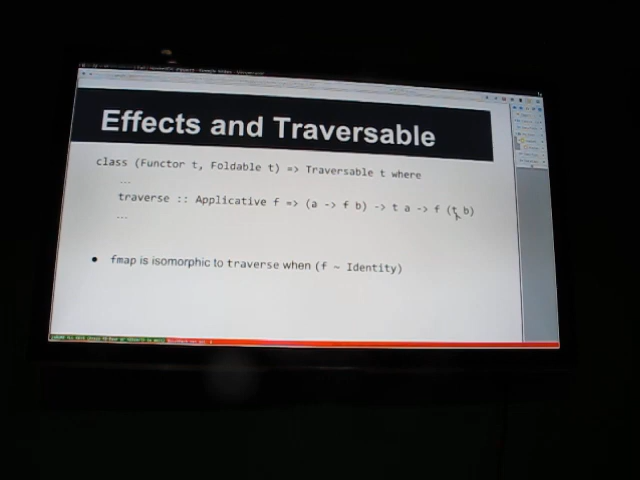 Effects and Traversable
class (Functor t, Foldable t) => Traversable t where
...
traverse :: Applicative f => (a -> f b) -> t a -> f (t b)
...
• fmap is isomorphic to traverse when (f ~ Identity)